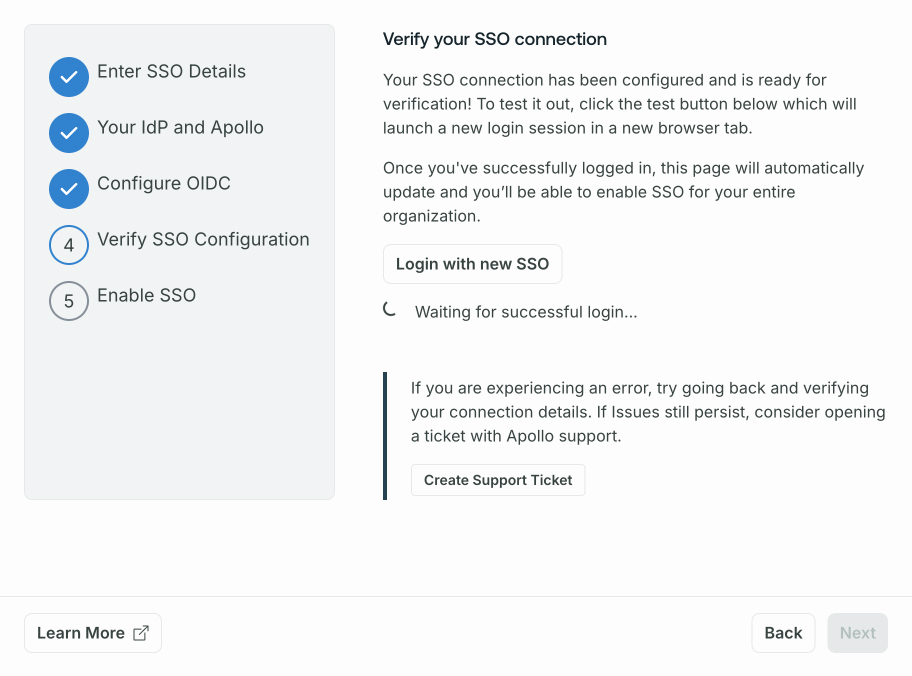 Enter SSO Details
Your IdP and Apollo
Configure OIDC
4 Verify SSO Configuration
5 Enable SSO
Verify your SSO connection
Your SSO connection has been configured and is ready for
verification! To test it out, click the test button below which will
launch a new login session in a new browser tab.
Once you've successfully logged in, this page will automatically
update and you’ll be able to enable SSO for your entire
organization.
Login with new SSO
Waiting for successful login...
If you are experiencing an error, try going back and verifying
your connection details. If Issues still persist, consider opening
a ticket with Apollo support.
Create Support Ticket
Learn More
Back
Next